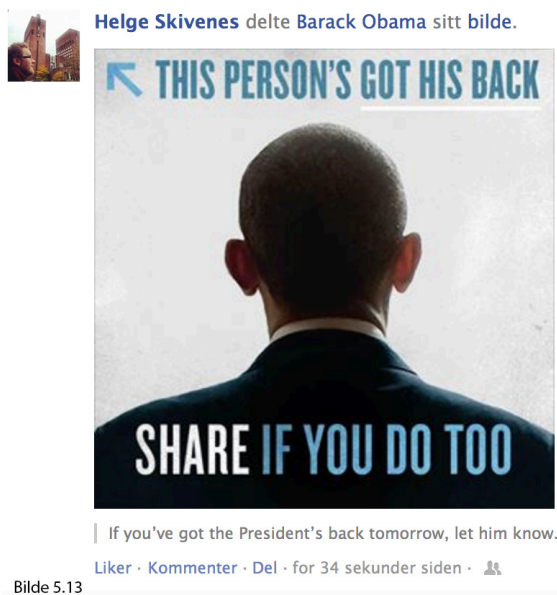 Helge Skivenes delte Barack Obama sitt bilde.
THIS PERSON'S GOT HIS BACK
SHARE IF YOU DO TOO
If you've got the President's back tomorrow, let him know.
Liker · Kommenter · Del · for 34 sekunder siden ·
Bilde 5.13